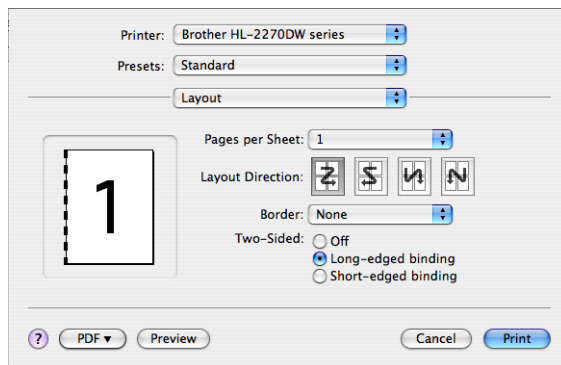 Printer: Brother HL-2270DW series
Presets: Standard
Layout
Pages per Sheet: 1
Layout Direction:
Border: None
Two-Sided: Off
Long-edged binding
Short-edged binding
1
? PDF▼ Preview Cancel Print